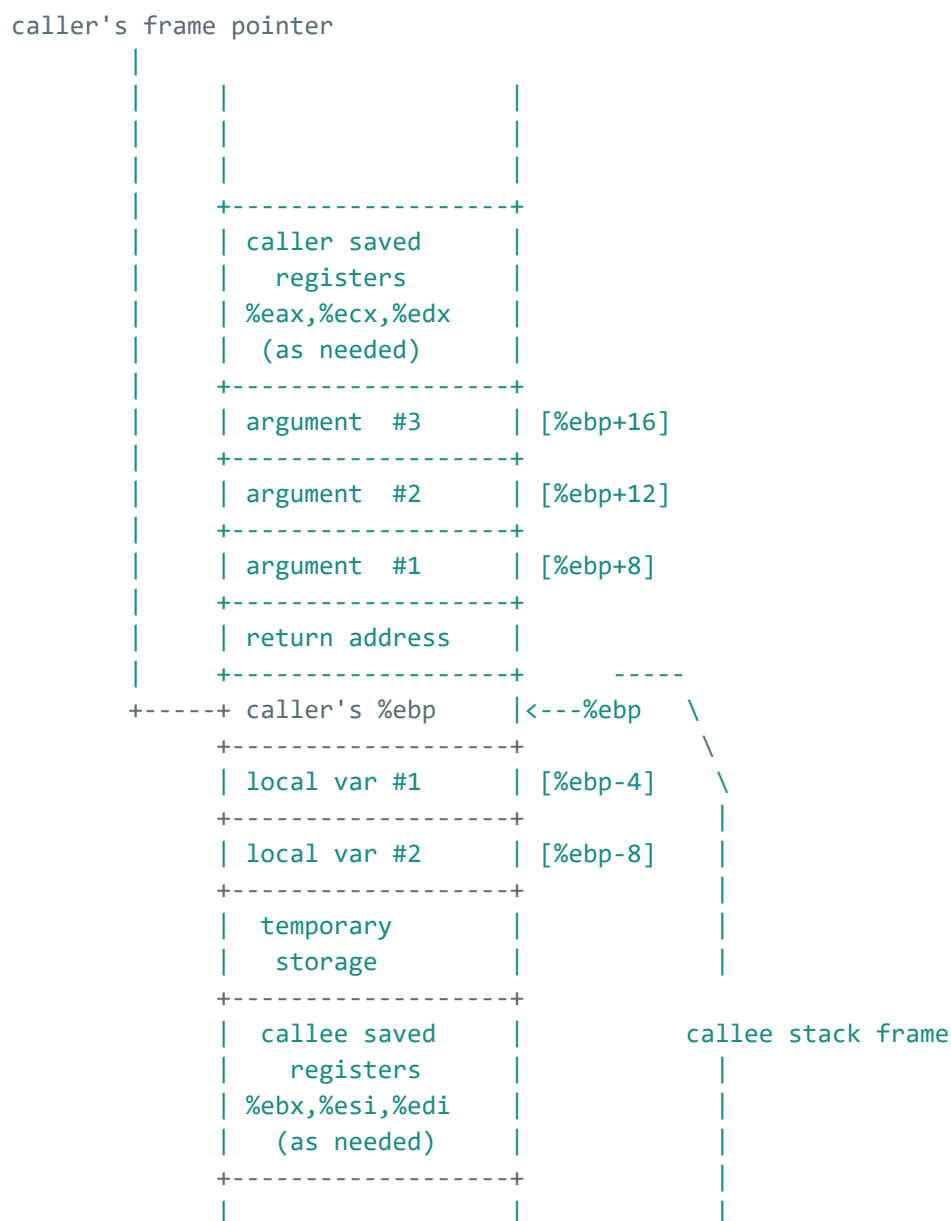 caller's frame pointer
caller saved
registers
%eax,%ecx,%edx
(as needed)
argument #3 [%ebp+16]
argument #2 [%ebp+12]
argument #1 [%ebp+8]
return address
caller's %ebp <---%ebp
local var #1 [%ebp-4]
local var #2 [%ebp-8]
temporary
storage
callee saved callee stack frame
registers
%ebx,%esi,%edi
(as needed)